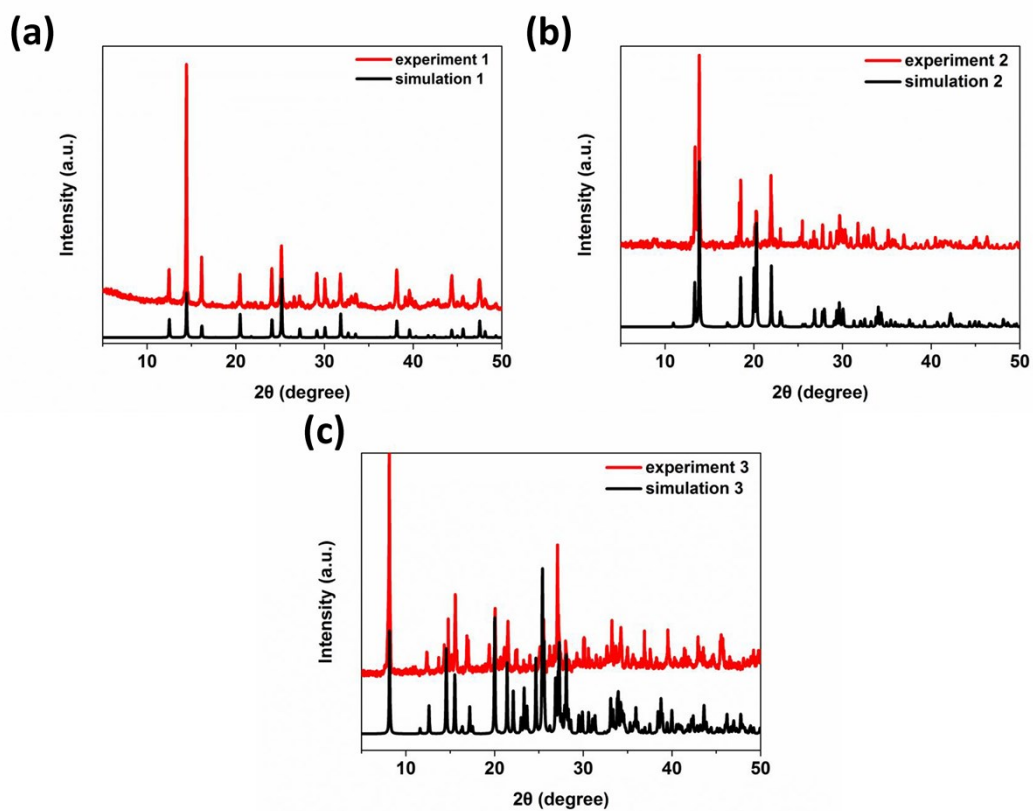 (a)
experiment 1
simulation 1
Intensity (a.u.)
10 20 30 40 50
2θ (degree)
(b)
experiment 2
simulation 2
Intensity (a.u.)
10 20 30 40 50
2θ (degree)
(c)
experiment 3
simulation 3
Intensity (a.u.)
10 20 30 40 50
2θ (degree)